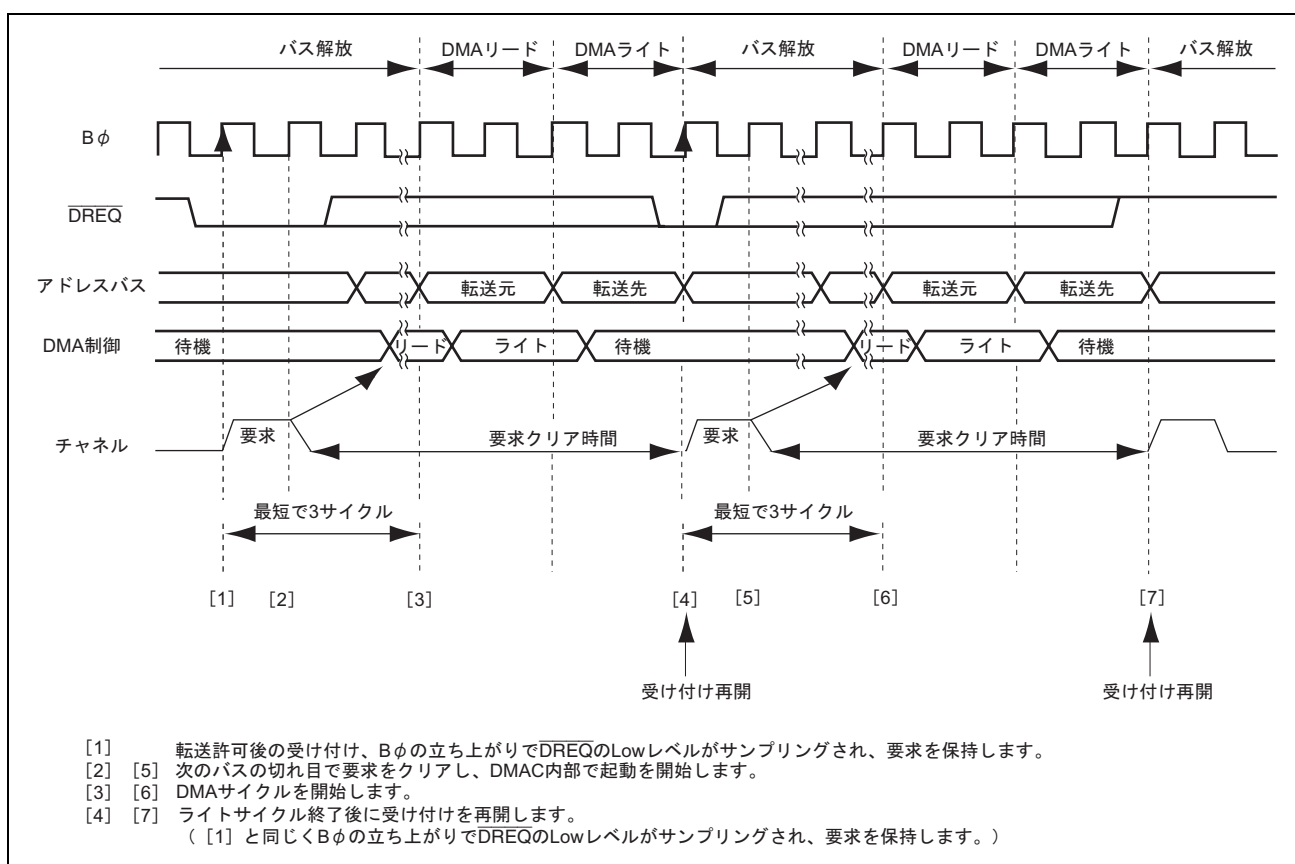 バス解放 DMAリード DMAライト バス解放 DMAリード DMAライト バス解放
Bφ
DREQ
アドレスバス 転送元 転送先 転送元 転送先
DMA制御 待機 リード ライト 待機 リード ライト 待機
チャネル 要求 要求クリア時間 要求 要求クリア時間
最短で3サイクル 最短で3サイクル
[1] [2] [3] [4] [5] [6] [7]
受け付け再開 受け付け再開
[1] 転送許可後の受け付け、Bφの立ち上がりでDREQのLowレベルがサンプリングされ、要求を保持します。
[2] [5] 次のバスの切れ目で要求をクリアし、DMAC内部で起動を開始します。
[3] [6] DMAサイクルを開始します。
[4] [7] ライトサイクル終了後に受け付けを再開します。
([1]と同じくBφの立ち上がりでDREQのLowレベルがサンプリングされ、要求を保持します。)